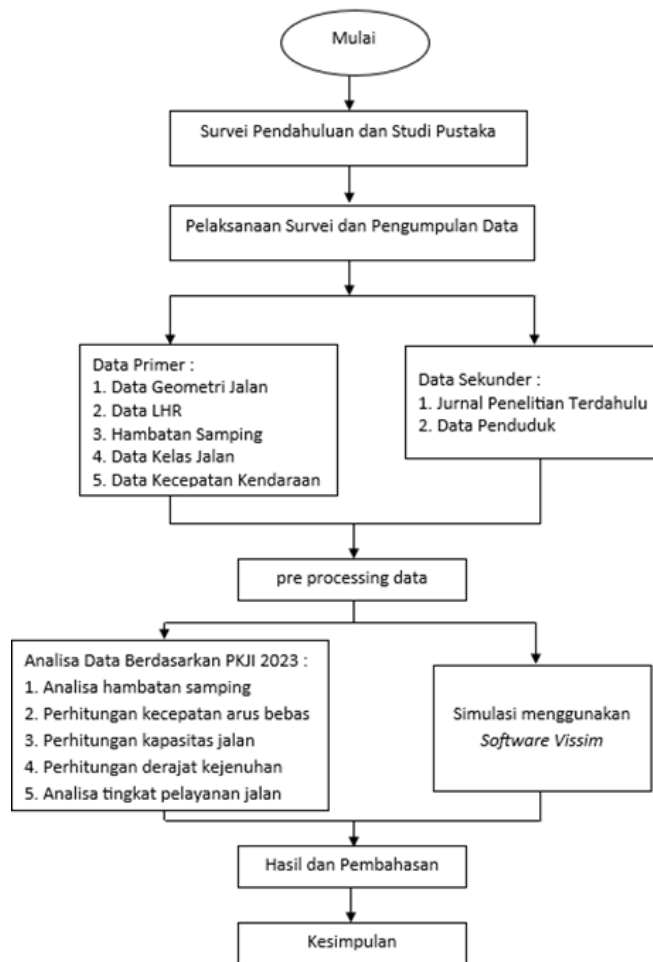 Mulai
Survei Pendahuluan dan Studi Pustaka
Pelaksanaan Survei dan Pengumpulan Data
Data Primer :
1. Data Geometri Jalan
2. Data LHR
3. Hambatan Samping
4. Data Kelas Jalan
5. Data Kecepatan Kendaraan
Data Sekunder :
1. Jurnal Penelitian Terdahulu
2. Data Penduduk
pre processing data
Analisa Data Berdasarkan PKJI 2023 :
1. Analisa hambatan samping
2. Perhitungan kecepatan arus bebas
3. Perhitungan kapasitas jalan
4. Perhitungan derajat kejenuhan
5. Analisa tingkat pelayanan jalan
Simulasi menggunakan
Software Vissim
Hasil dan Pembahasan
Kesimpulan